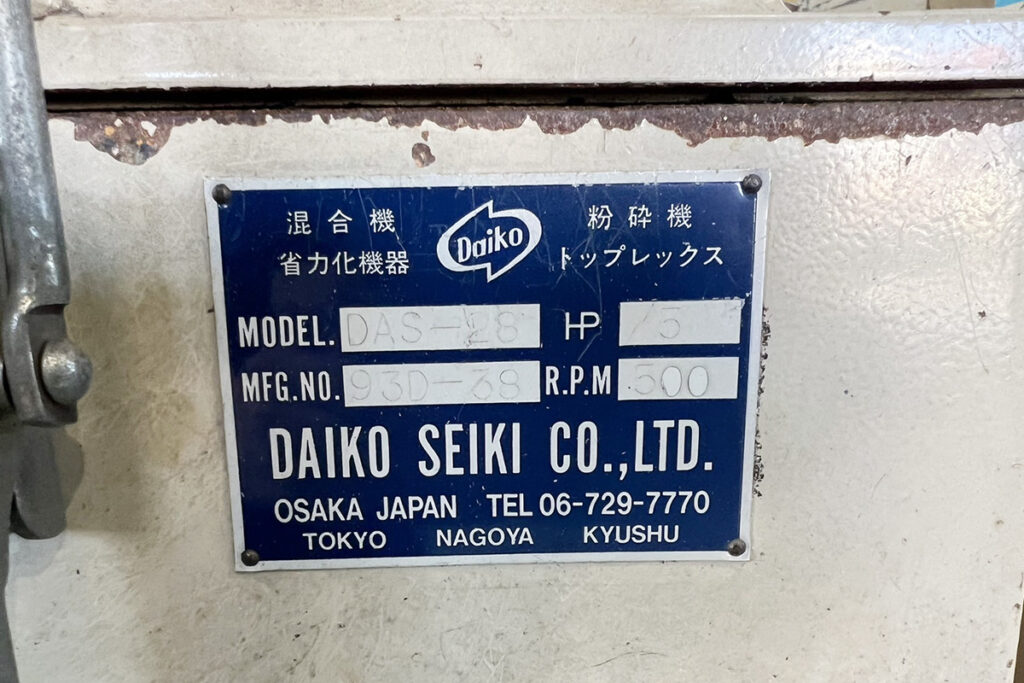 混合機 Daiko 粉砕機
省力化機器 トップレックス
MODEL. DAS-28 HP
MFG.NO. 93D-38 R.P.M 500
DAIKO SEIKI CO.,LTD.
OSAKA JAPAN TEL 06-729-7770
TOKYO NAGOYA KYUSHU